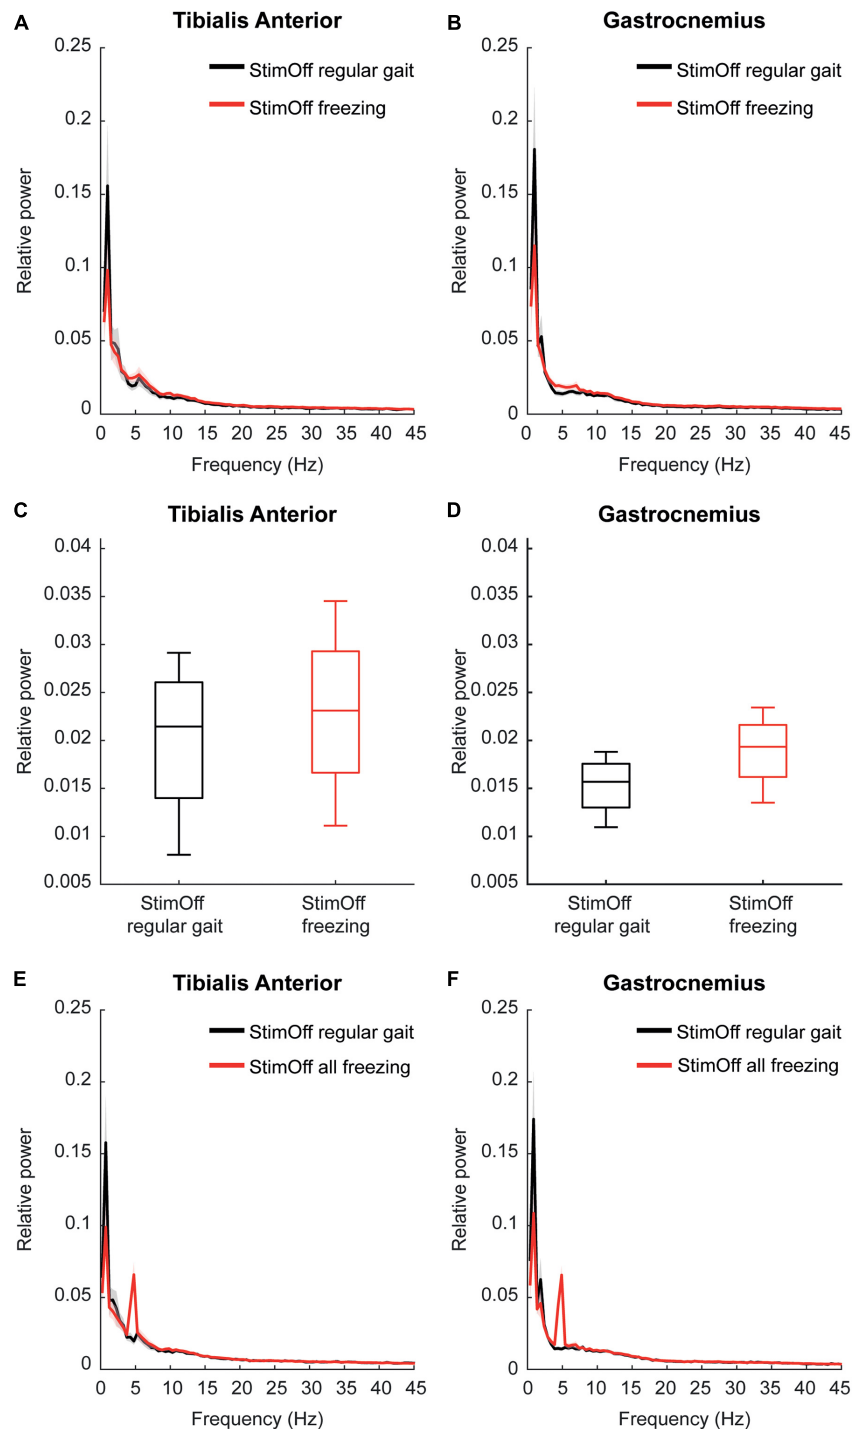 A
Tibialis Anterior
0.25
0.2
0.15
0.1
0.05
0
Relative power
StimOff regular gait
StimOff freezing
0 5 10 15 20 25 30 35 40 45
Frequency (Hz)
B
Gastrocnemius
0.25
0.2
0.15
0.1
0.05
0
Relative power
StimOff regular gait
StimOff freezing
0 5 10 15 20 25 30 35 40 45
Frequency (Hz)
C
Tibialis Anterior
0.04
0.035
0.03
0.025
0.02
0.015
0.01
0.005
Relative power
StimOff
regular gait
StimOff
freezing
D
Gastrocnemius
0.04
0.035
0.03
0.025
0.02
0.015
0.01
0.005
Relative power
StimOff
regular gait
StimOff
freezing
E
Tibialis Anterior
0.25
0.2
0.15
0.1
0.05
0
Relative power
StimOff regular gait
StimOff all freezing
0 5 10 15 20 25 30 35 40 45
Frequency (Hz)
F
Gastrocnemius
0.25
0.2
0.15
0.1
0.05
0
Relative power
StimOff regular gait
StimOff all freezing
0 5 10 15 20 25 30 35 40 45
Frequency (Hz)